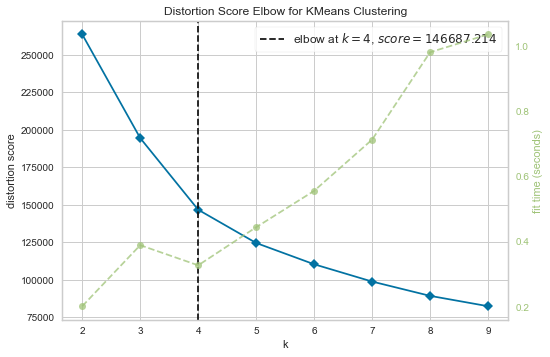 Distortion Score Elbow for KMeans Clustering
elbow at k = 4, score = 146687.214
distortion score
250000
225000
200000
175000
150000
125000
100000
75000
1.0
0.8
0.6
0.4
0.2
fit time (seconds)
2 3 4 5 6 7 8 9
k